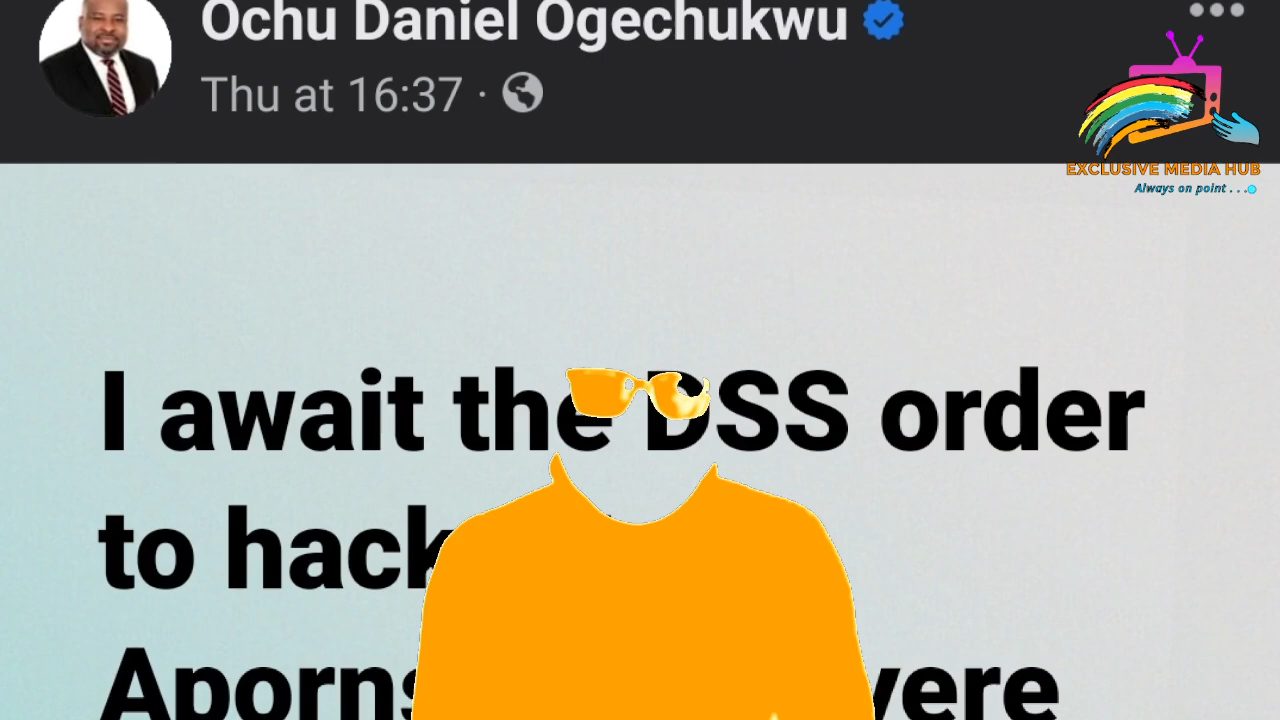 Ochu Daniel Ogechukwu
Thu at 16:37 ·
EXCLUSIVE MEDIA HUB
Always on point . . .
I await the DSS order
to hack